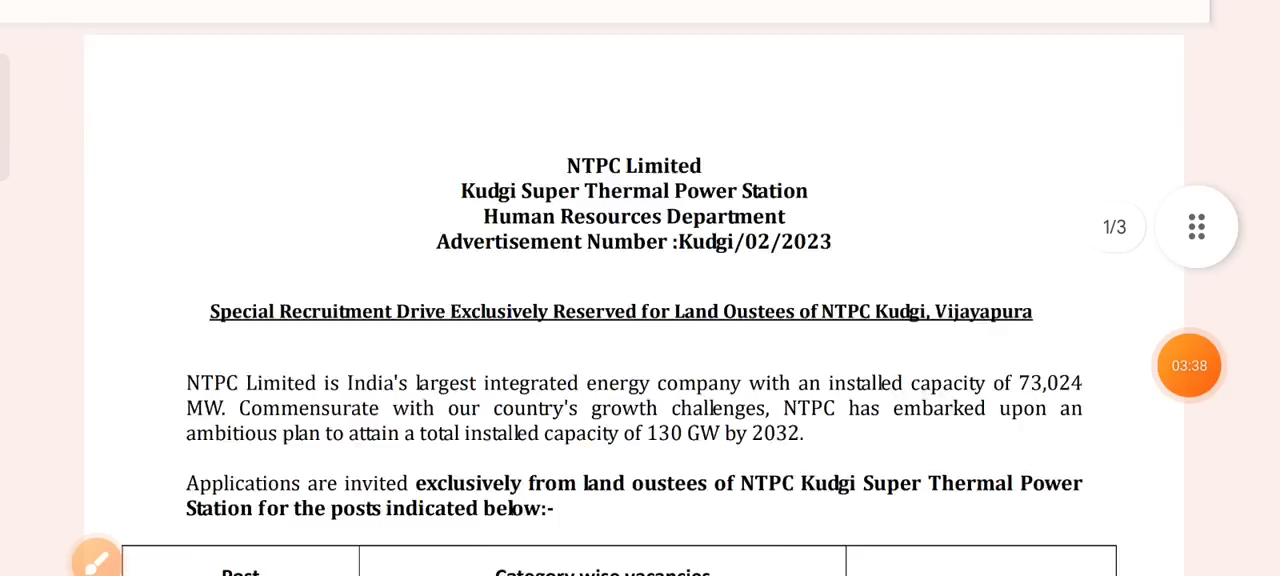 NTPC Limited
Kudgi Super Thermal Power Station
Human Resources Department
Advertisement Number :Kudgi/02/2023
1/3
Special Recruitment Drive Exclusively Reserved for Land Oustees of NTPC Kudgi, Vijayapura
03:38
NTPC Limited is India's largest integrated energy company with an installed capacity of 73,024
MW. Commensurate with our country's growth challenges, NTPC has embarked upon an
ambitious plan to attain a total installed capacity of 130 GW by 2032.
Applications are invited exclusively from land oustees of NTPC Kudgi Super Thermal Power
Station for the posts indicated below:-
Post Category wise vacancies